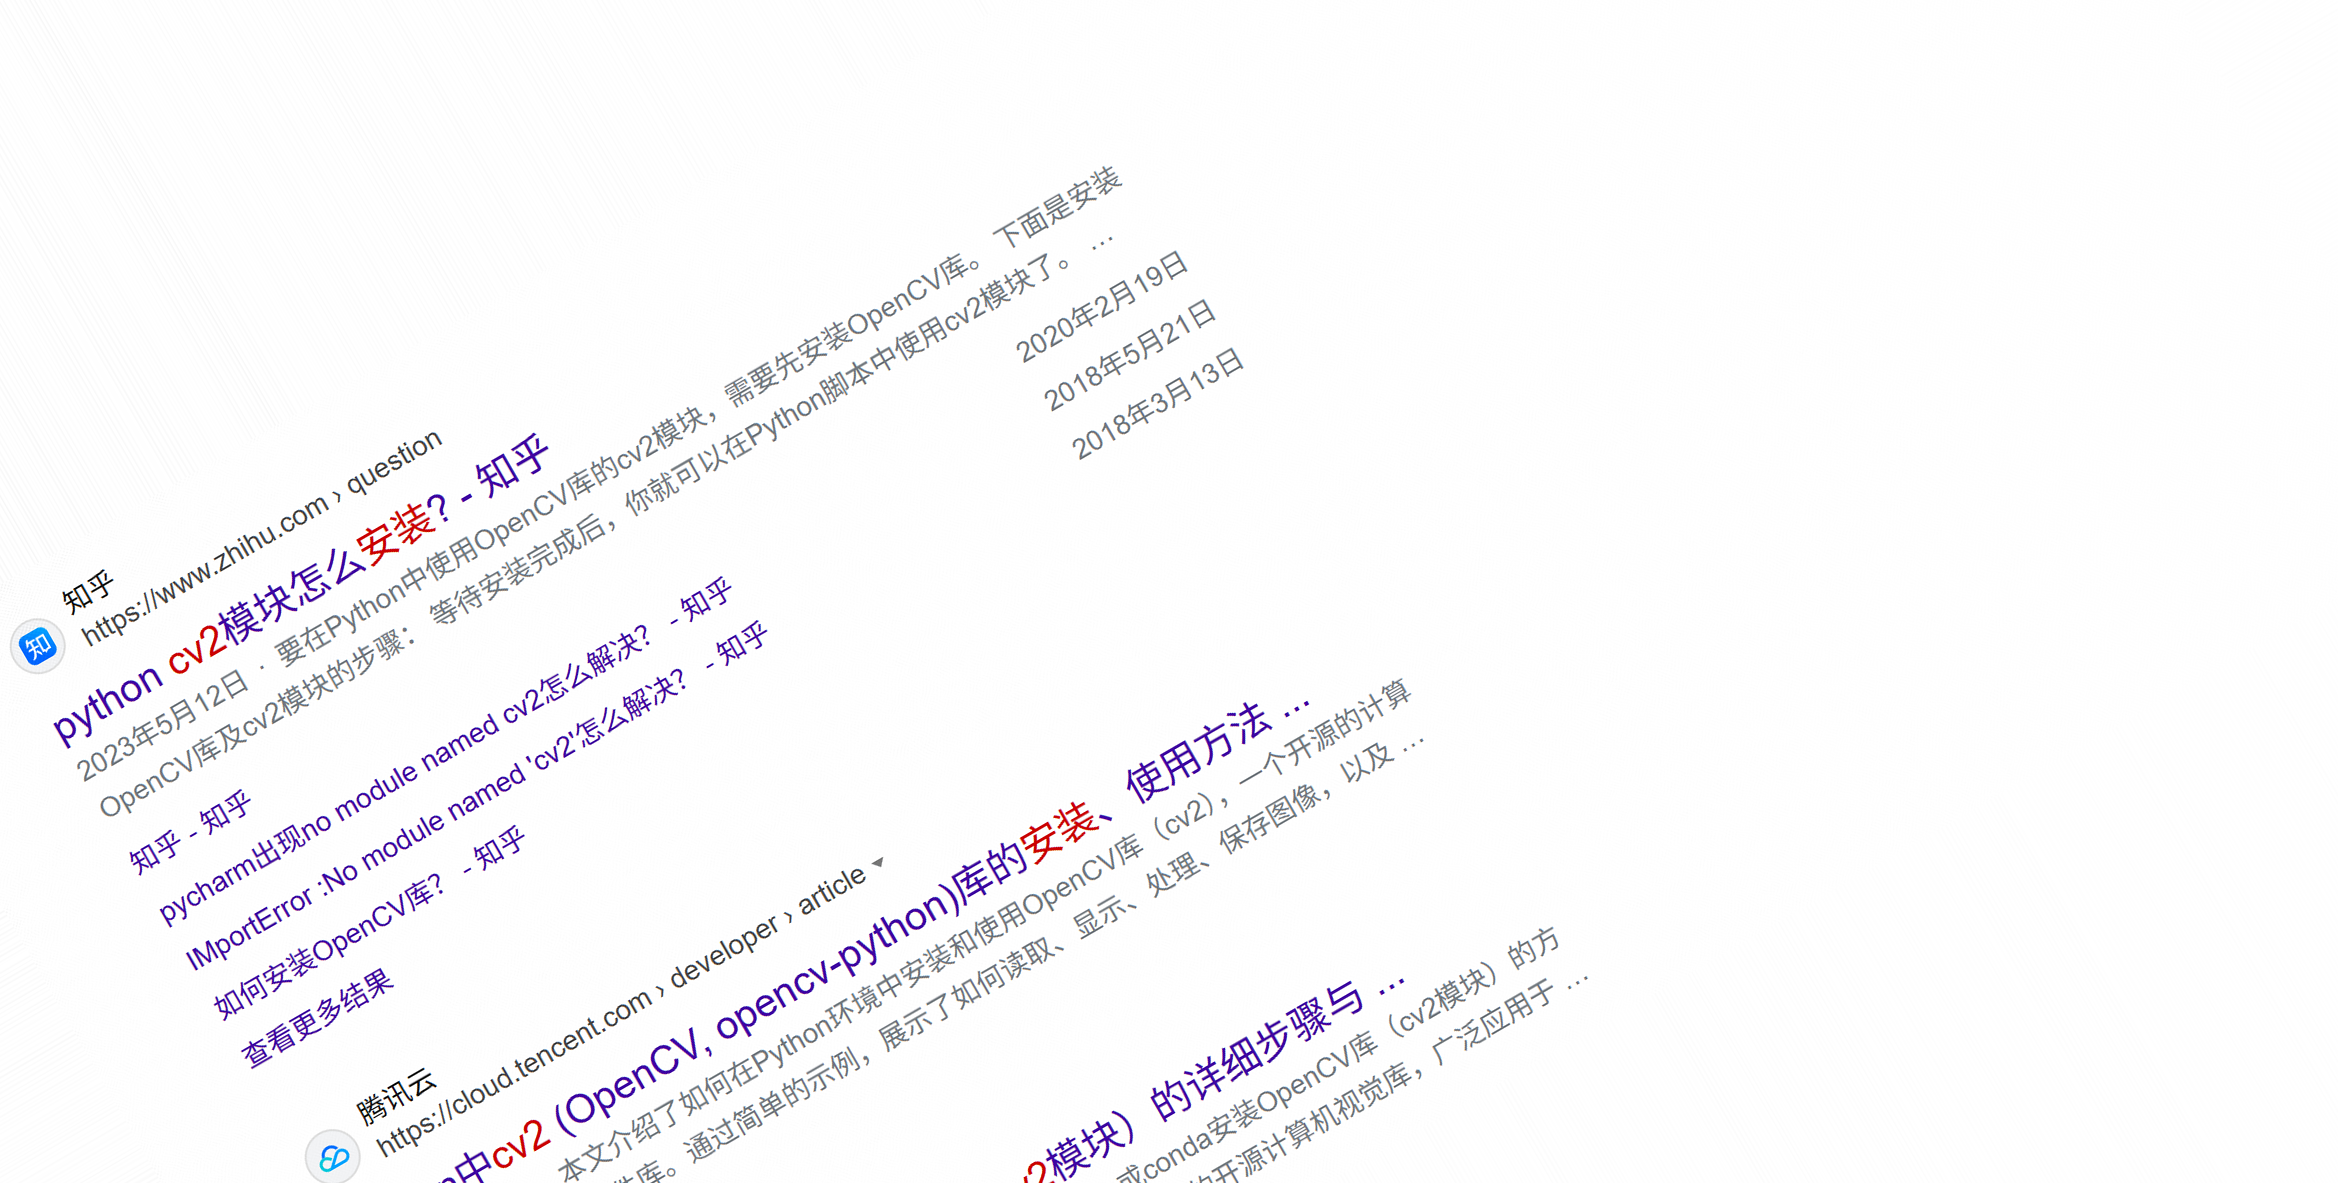 知乎
https://www.zhihu.com › question
python cv2模块怎么安装? - 知乎
2023年5月12日 · 要在Python中使用OpenCV库的cv2模块，需要先安装OpenCV库。 下面是安装
OpenCV库及cv2模块的步骤： 等待安装完成后，你就可以在Python脚本中使用cv2模块了。 …
知乎 - 知乎
2020年2月19日
pycharm出现no module named cv2怎么解决？ - 知乎
2018年5月21日
IMportError :No module named 'cv2'怎么解决？ - 知乎
2018年3月13日
如何安装OpenCV库？ - 知乎
查看更多结果
腾讯云
https://cloud.tencent.com › developer › article
中cv2 (OpenCV, opencv-python)库的安装、使用方法 ...
本文介绍了如何在Python环境中安装和使用OpenCV库（cv2），一个开源的计算
件库。通过简单的示例，展示了如何读取、显示、处理、保存图像，以及 …
2模块）的详细步骤与 ...
或conda安装OpenCV库（cv2模块）的方
的开源计算机视觉库，广泛应用于 …